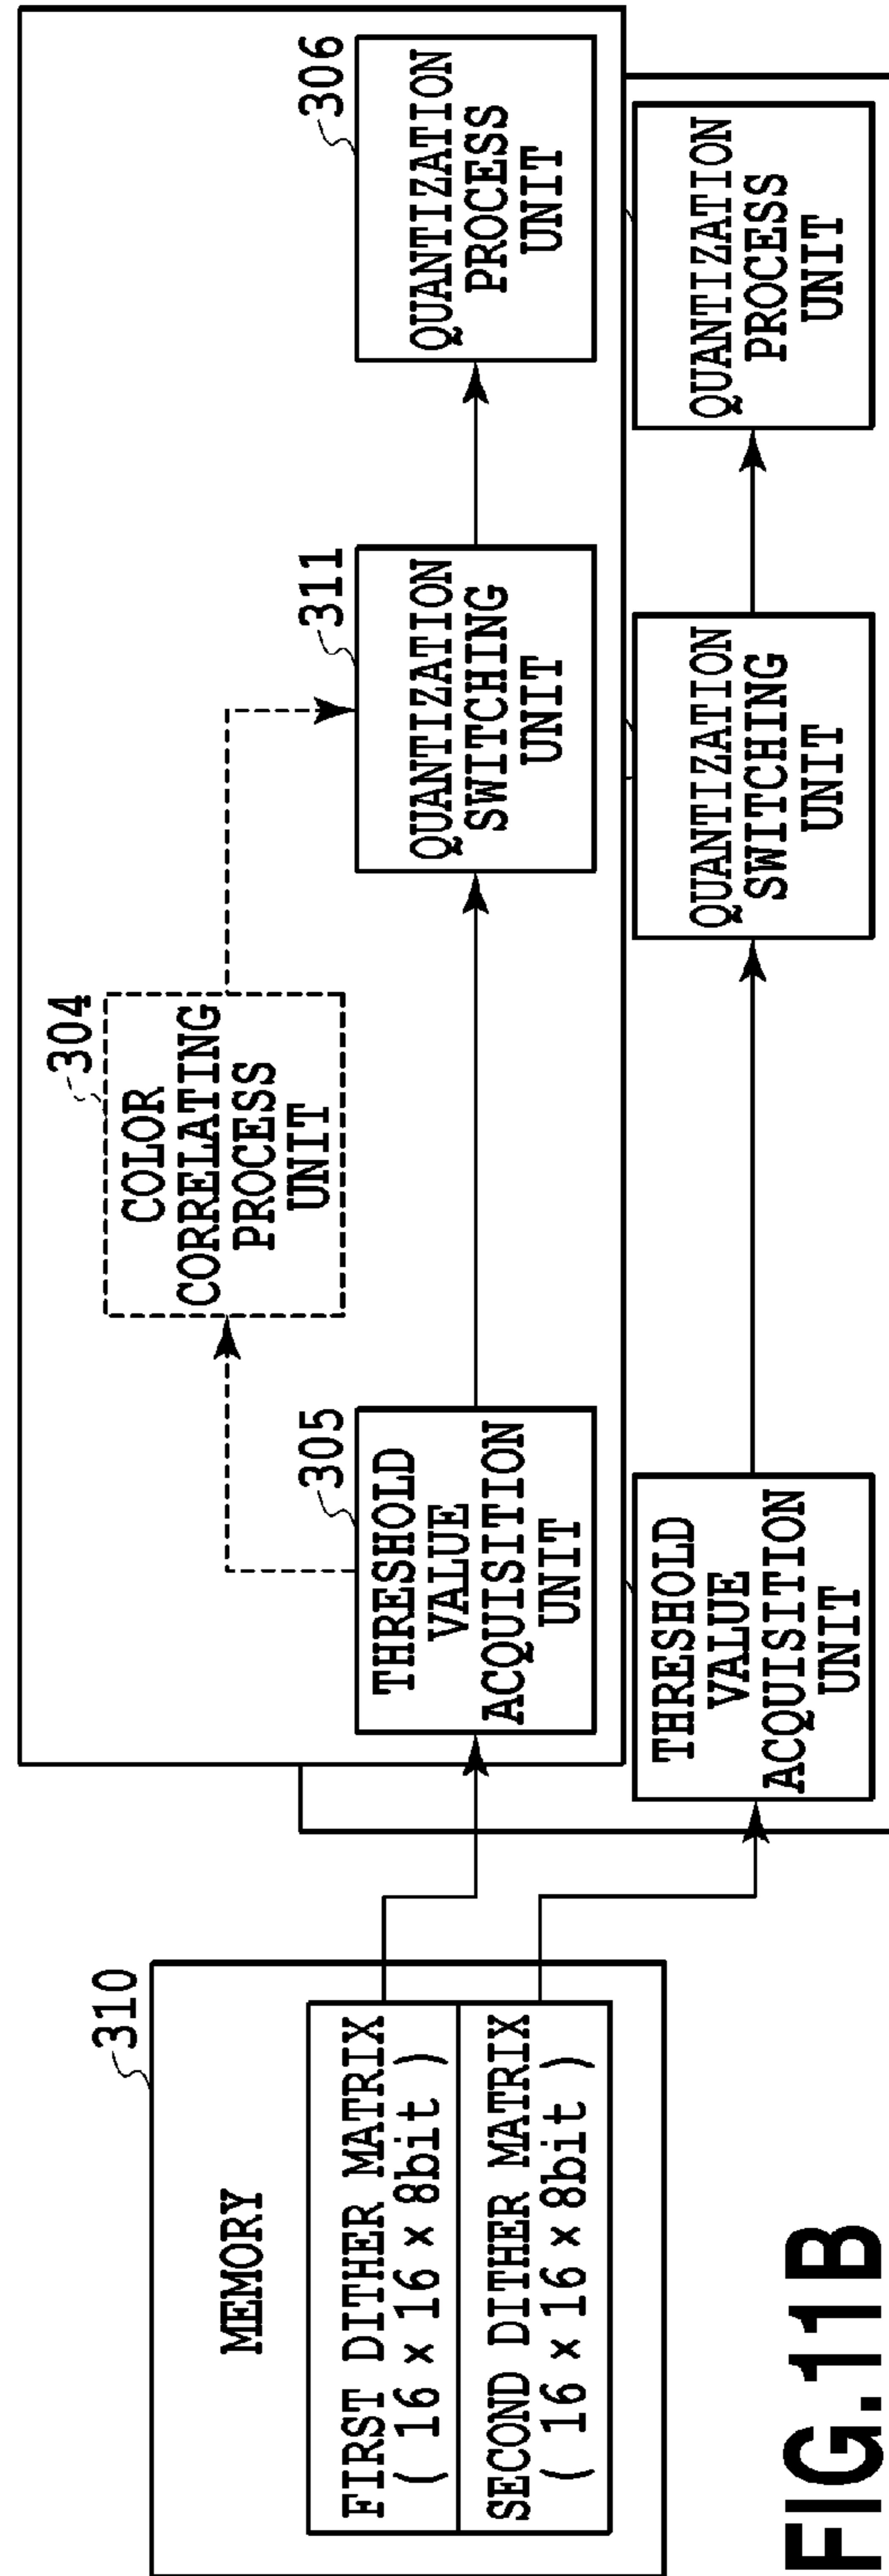 310
MEMORY
FIRST DITHER MATRIX
( 16 × 16 × 8bit )
SECOND DITHER MATRIX
( 16 × 16 × 8bit )
304
COLOR
CORRELATING
PROCESS
UNIT
305
THRESHOLD
VALUE
ACQUISITION
UNIT
311
QUANTIZATION
SWITCHING
UNIT
306
QUANTIZATION
PROCESS
UNIT
THRESHOLD
VALUE
ACQUISITION
UNIT
QUANTIZATION
SWITCHING
UNIT
QUANTIZATION
PROCESS
UNIT
FIG.11B